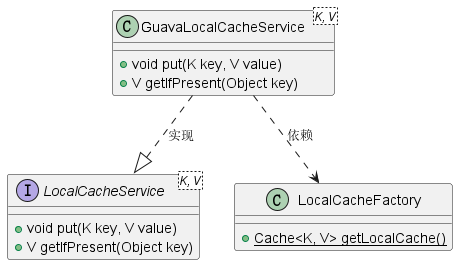 C GuavaLocalCacheService K, V
void put(K key, V value)
V getIfPresent(Object key)
实现
依赖
I LocalCacheService K, V
void put(K key, V value)
V getIfPresent(Object key)
C LocalCacheFactory
Cache<K, V> getLocalCache()